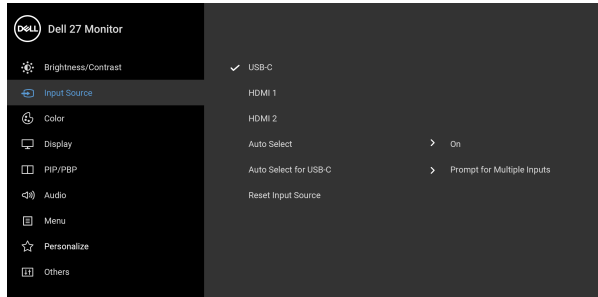 DELL Dell 27 Monitor
Brightness/Contrast
USB-C
Input Source
HDMI 1
Color
HDMI 2
Display
Auto Select
On
PIP/PBP
Auto Select for USB-C
Prompt for Multiple Inputs
Audio
Reset Input Source
Menu
Personalize
Others